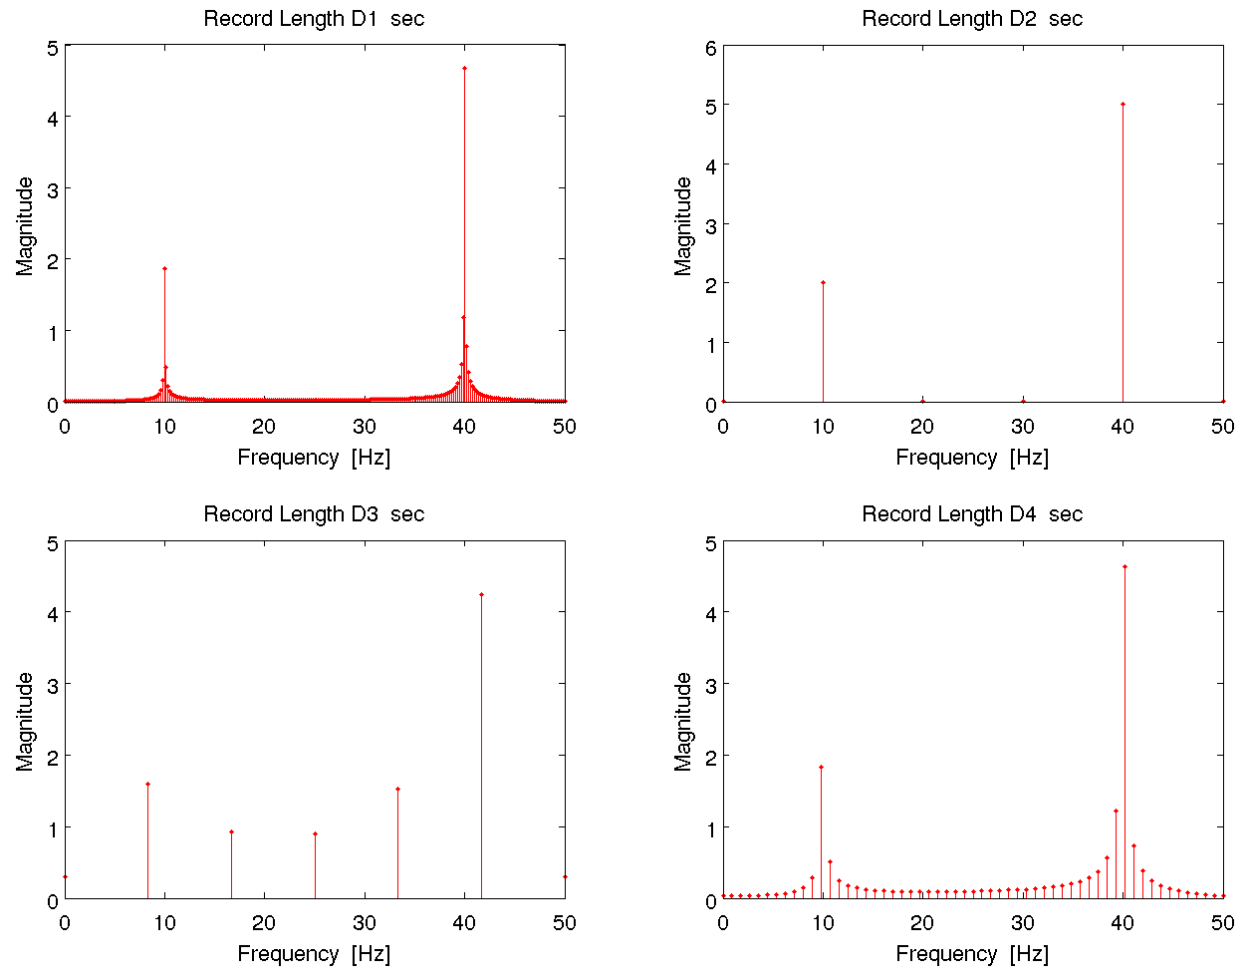 Record Length D1  sec
5
4
3
2
1
0
Magnitude
0 10 20 30 40 50
Frequency  [Hz]
Record Length D2  sec
6
5
4
3
2
1
0
Magnitude
0 10 20 30 40 50
Frequency  [Hz]
Record Length D3  sec
5
4
3
2
1
0
Magnitude
0 10 20 30 40 50
Frequency  [Hz]
Record Length D4  sec
5
4
3
2
1
0
Magnitude
0 10 20 30 40 50
Frequency  [Hz]